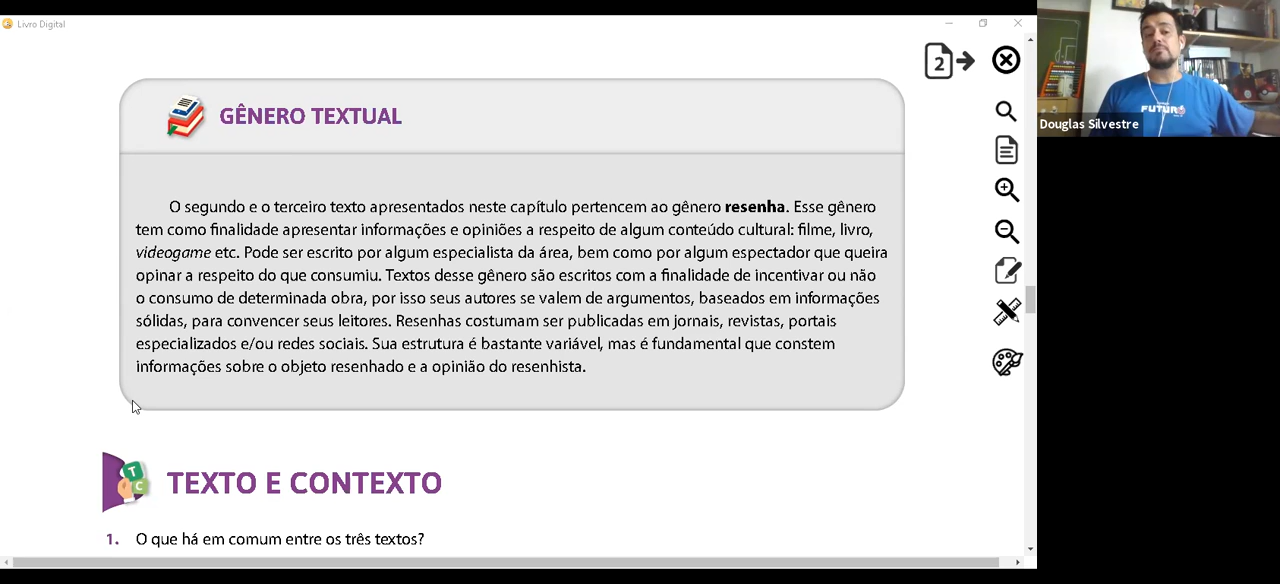 Livro Digital
2
GÊNERO TEXTUAL
O segundo e o terceiro texto apresentados neste capítulo pertencem ao gênero resenha. Esse gênero
tem como finalidade apresentar informações e opiniões a respeito de algum conteúdo cultural: filme, livro,
videogame etc. Pode ser escrito por algum especialista da área, bem como por algum espectador que queira
opinar a respeito do que consumiu. Textos desse gênero são escritos com a finalidade de incentivar ou não
o consumo de determinada obra, por isso seus autores se valem de argumentos, baseados em informações
sólidas, para convencer seus leitores. Resenhas costumam ser publicadas em jornais, revistas, portais
especializados e/ou redes sociais. Sua estrutura é bastante variável, mas é fundamental que constem
informações sobre o objeto resenhado e a opinião do resenhista.
T
C
TEXTO E CONTEXTO
1. O que há em comum entre os três textos?
FUTURO
Douglas Silvestre